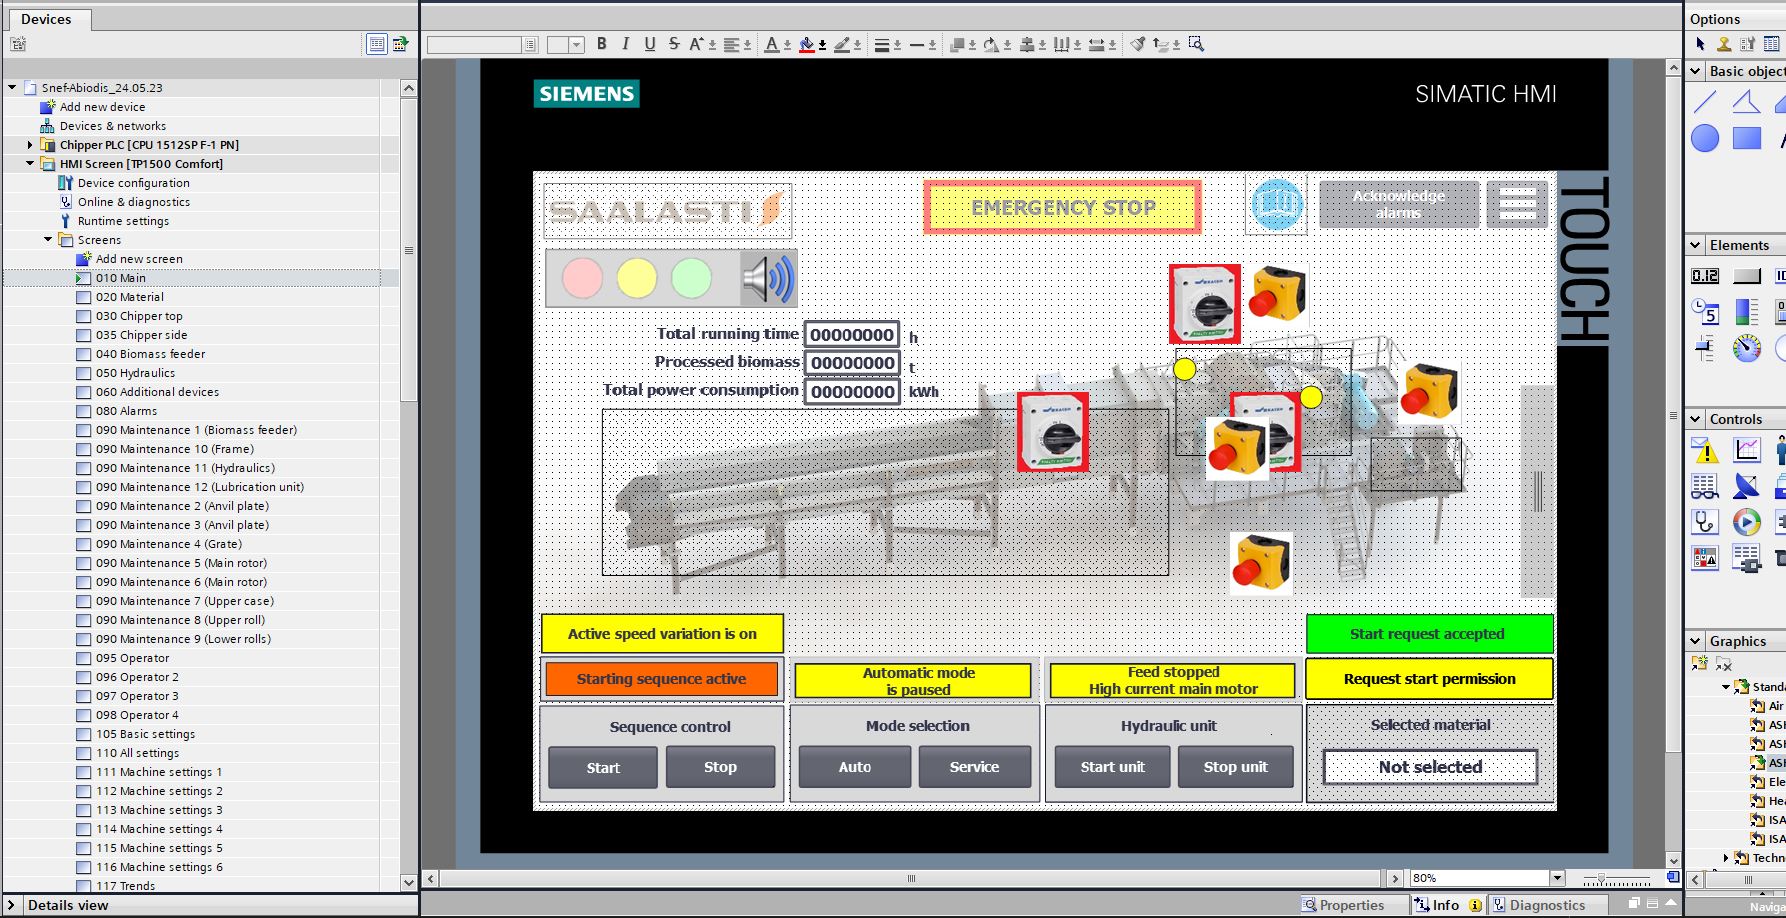 Devices
Options
Snef-Abiodis_24.05.23
Add new device
Devices & networks
Chipper PLC [CPU 1512SP F-1 PN]
HMI Screen [TP1500 Comfort]
Device configuration
Online & diagnostics
Runtime settings
Screens
Add new screen
010 Main
020 Material
030 Chipper top
035 Chipper side
040 Biomass feeder
050 Hydraulics
060 Additional devices
080 Alarms
090 Maintenance 1 (Biomass feeder)
090 Maintenance 10 (Frame)
090 Maintenance 11 (Hydraulics)
090 Maintenance 12 (Lubrication unit)
090 Maintenance 2 (Anvil plate)
090 Maintenance 3 (Anvil plate)
090 Maintenance 4 (Grate)
090 Maintenance 5 (Main rotor)
090 Maintenance 6 (Main rotor)
090 Maintenance 7 (Upper case)
090 Maintenance 8 (Upper roll)
090 Maintenance 9 (Lower rolls)
095 Operator
096 Operator 2
097 Operator 3
098 Operator 4
105 Basic settings
110 All settings
111 Machine settings 1
112 Machine settings 2
113 Machine settings 3
114 Machine settings 4
115 Machine settings 5
116 Machine settings 6
117 Trends
Details view
B I U S A A
SIEMENS
SIMATIC HMI
TOUCH
SAALASTI
EMERGENCY STOP
Acknowledge
alarms
Total running time 00000000 h
Processed biomass 00000000 t
Total power consumption 00000000 kWh
Active speed variation is on
Start request accepted
Starting sequence active
Automatic mode
is paused
Feed stopped
High current main motor
Request start permission
Sequence control
Start
Stop
Mode selection
Auto
Service
Hydraulic unit
Start unit
Stop unit
Selected material
Not selected
80%
Properties
Info
Diagnostics
Basic objec
Elements
0.12
5
Controls
Graphics
Standa
Air
ASH
ASH
ASH
Ele
Hea
ISA
ISA
Techn
Naviga